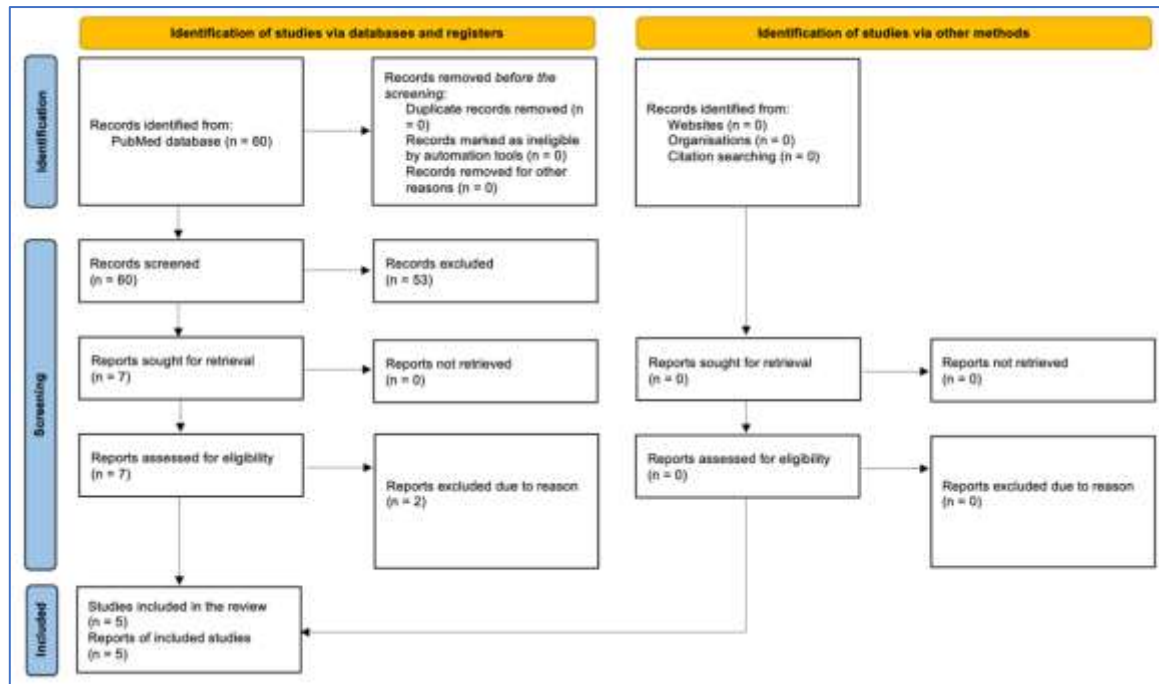 Identification of studies via databases and registers
Identification of studies via other methods
Identification
Records identified from:
PubMed database (n = 60)
Records removed before the
screening:
Duplicate records removed (n
= 0)
Records marked as ineligible
by automation tools (n = 0)
Records removed for other
reasons (n = 0)
Records identified from:
Websites (n = 0)
Organisations (n = 0)
Citation searching (n = 0)
Screening
Records screened
(n = 60)
Records excluded
(n = 53)
Reports sought for retrieval
(n = 7)
Reports not retrieved
(n = 0)
Reports sought for retrieval
(n = 0)
Reports not retrieved
(n = 0)
Reports assessed for eligibility
(n = 7)
Reports excluded due to reason
(n = 2)
Reports assessed for eligibility
(n = 0)
Reports excluded due to reason
(n = 0)
Included
Studies included in the review
(n = 5)
Reports of included studies
(n = 5)